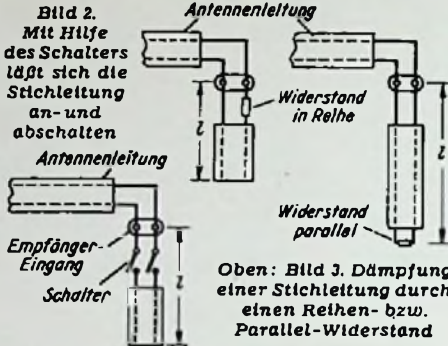 Bild 2.
Mit Hilfe
des Schalters
läßt sich die
Stichleitung
an- und
abschalten
Antennenleitung
Widerstand
in Reihe
l
l
Widerstand
parallel
Antennenleitung
Empfänger-
Eingang
Schalter
l
Oben: Bild 3. Dämpfung
einer Stichleitung durch
einen Reihen- bzw.
Parallel-Widerstand